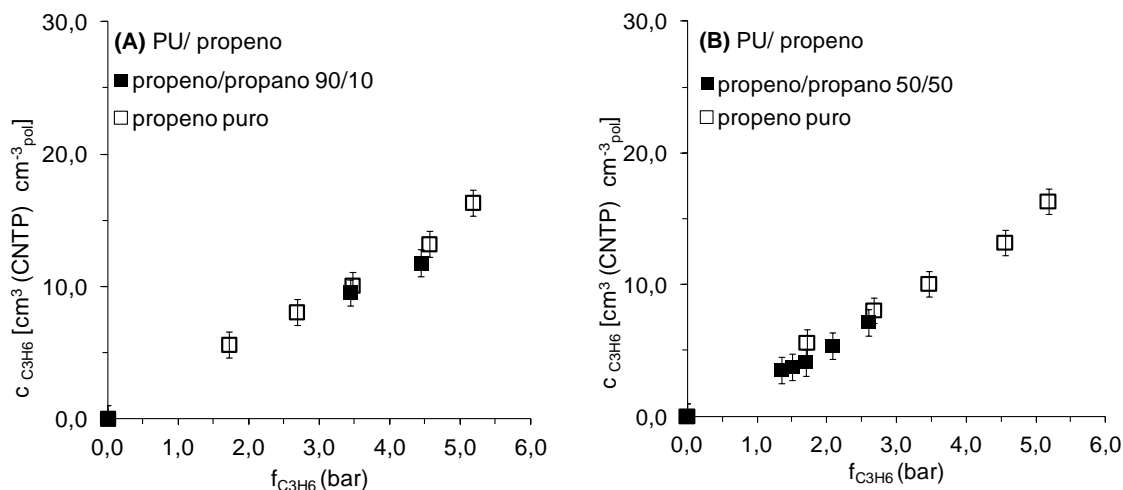 (A) PU/ propeno
propeno/propano 90/10
propeno puro
c C3H6 [cm³ (CNTP) cm⁻³pol]
30,0
20,0
10,0
0,0
0,0 1,0 2,0 3,0 4,0 5,0 6,0
fC3H6 (bar)
(B) PU/ propeno
propeno/propano 50/50
propeno puro
c C3H6 [cm³ (CNTP) cm⁻³pol]
30,0
20,0
10,0
0,0
0,0 1,0 2,0 3,0 4,0 5,0 6,0
fC3H6 (bar)